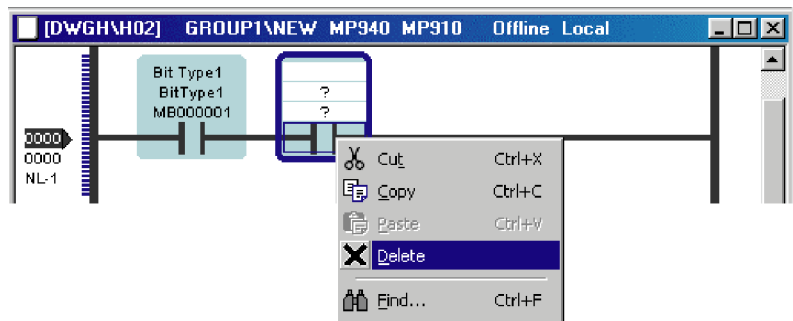 [DWGH\H02] GROUP1\NEW MP940 MP910 Offline Local
Bit Type1
BitType1
MB000001
?
?
0000
0000
NL-1
Cut Ctrl+X
Copy Ctrl+C
Paste Ctrl+V
Delete
Find... Ctrl+F